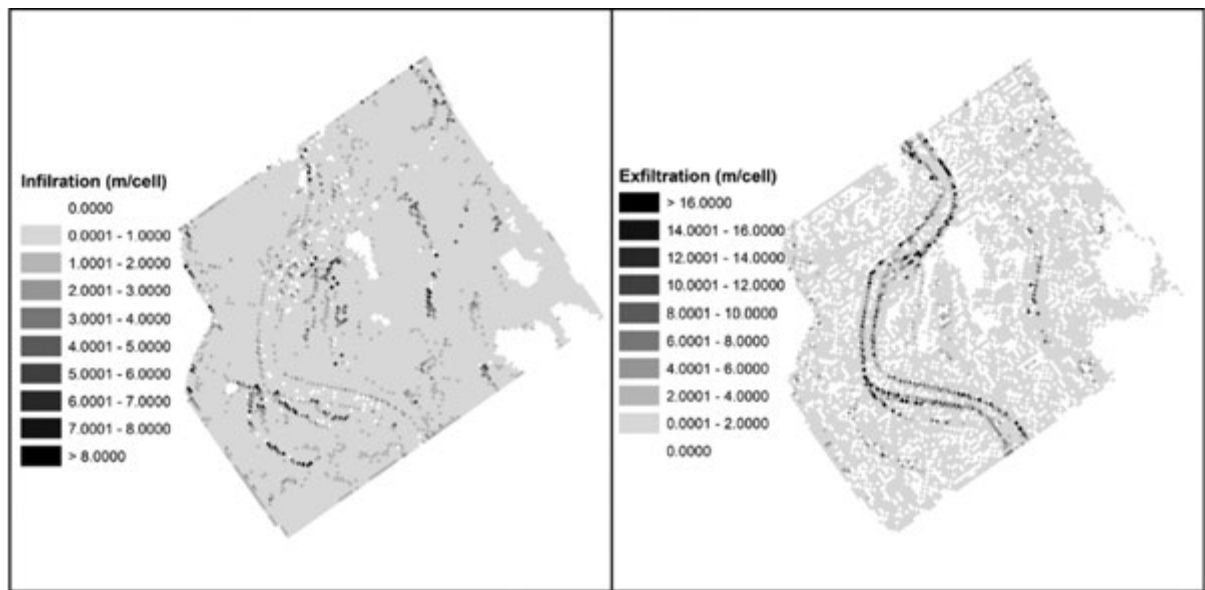 Infilration (m/cell)
0.0000
0.0001 - 1.0000
1.0001 - 2.0000
2.0001 - 3.0000
3.0001 - 4.0000
4.0001 - 5.0000
5.0001 - 6.0000
6.0001 - 7.0000
7.0001 - 8.0000
> 8.0000
Exfiltration (m/cell)
> 16.0000
14.0001 - 16.0000
12.0001 - 14.0000
10.0001 - 12.0000
8.0001 - 10.0000
6.0001 - 8.0000
4.0001 - 6.0000
2.0001 - 4.0000
0.0001 - 2.0000
0.0000